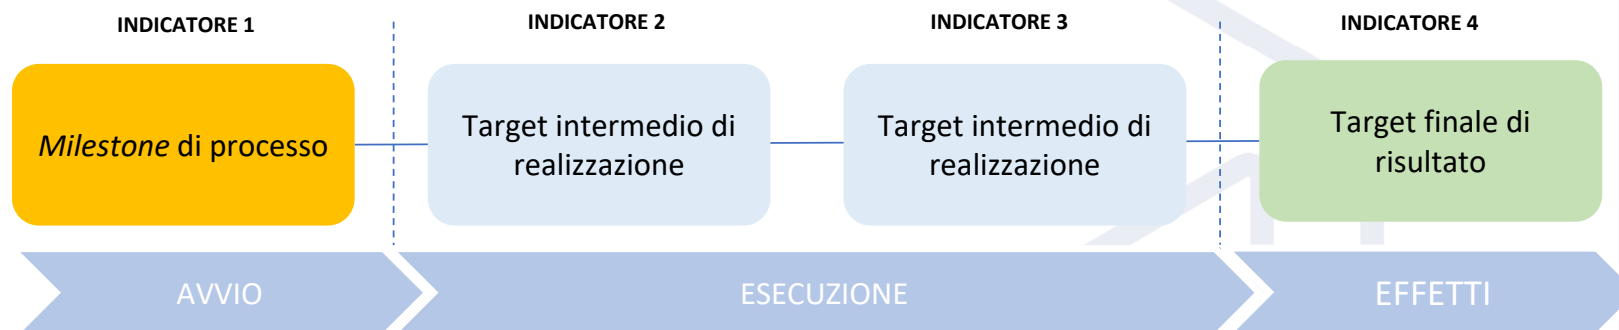 INDICATORE 1
INDICATORE 2
INDICATORE 3
INDICATORE 4
Milestone di processo
Target intermedio di
realizzazione
Target intermedio di
realizzazione
Target finale di
risultato
AVVIO
ESECUZIONE
EFFETTI